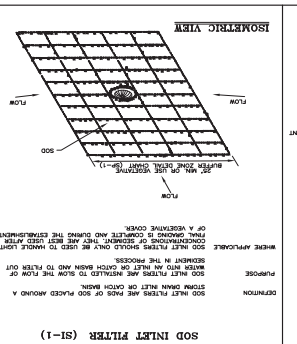 SOD INLET FILTER (SI-1)
DEFINITION
SOD INLET FILTERS ARE PADS OF SOD PLACED AROUND A
STORM DRAIN INLET OR CATCH BASIN.
PURPOSE
SOD INLET FILTERS ARE INSTALLED TO SLOW THE FLOW OF
WATER INTO AN INLET OR CATCH BASIN AND TO FILTER OUT
SEDIMENT IN THE PROCESS.
WHERE APPLICABLE
SOD INLET FILTERS SHOULD ONLY BE USED TO HANDLE LIGHT
CONCENTRATIONS OF SEDIMENT. THEY ARE BEST USED AFTER
FINAL GRADING IS COMPLETE AND DURING THE ESTABLISHMENT
OF A VEGETATIVE COVER.
FLOW
25' MIN. OR USE VEGETATIVE
BUFFER ZONE DETAIL CHART (SF-1)
SOD
FLOW
FLOW
ISOMETRIC VIEW
NT